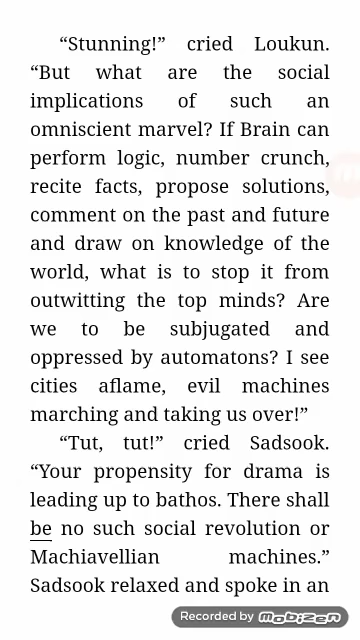 “Stunning!” cried Loukun.
“But what are the social
implications of such an
omniscient marvel? If Brain can
perform logic, number crunch,
recite facts, propose solutions,
comment on the past and future
and draw on knowledge of the
world, what is to stop it from
outwitting the top minds? Are
we to be subjugated and
oppressed by automatons? I see
cities aflame, evil machines
marching and taking us over!”
“Tut, tut!” cried Sadsook.
“Your propensity for drama is
leading up to bathos. There shall
be no such social revolution or
Machiavellian machines.”
Sadsook relaxed and spoke in an
Recorded by mobizen